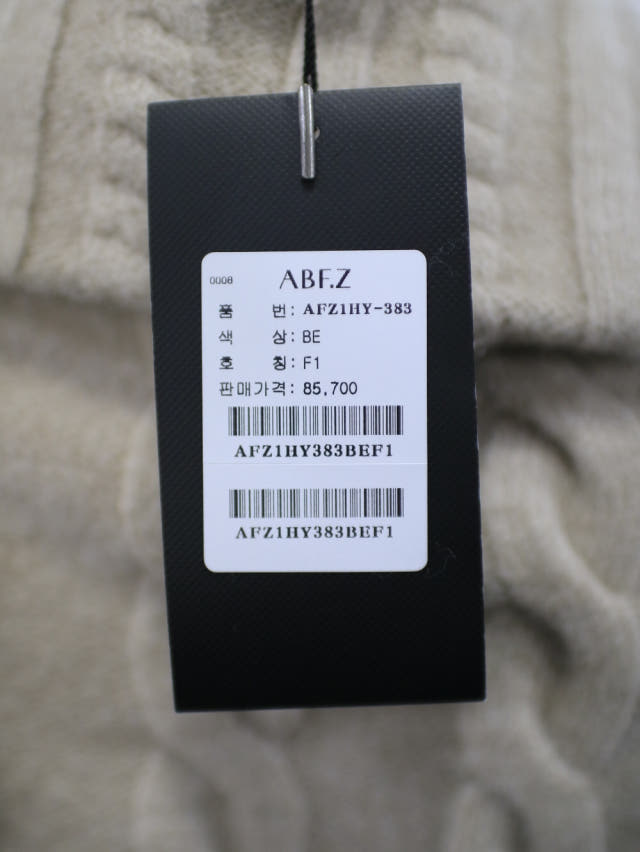 0008 ABF.Z
품 번: AFZ1HY-383
색 상: BE
호 칭: F1
판매가격: 85,700
AFZ1HY383BEF1
AFZ1HY383BEF1